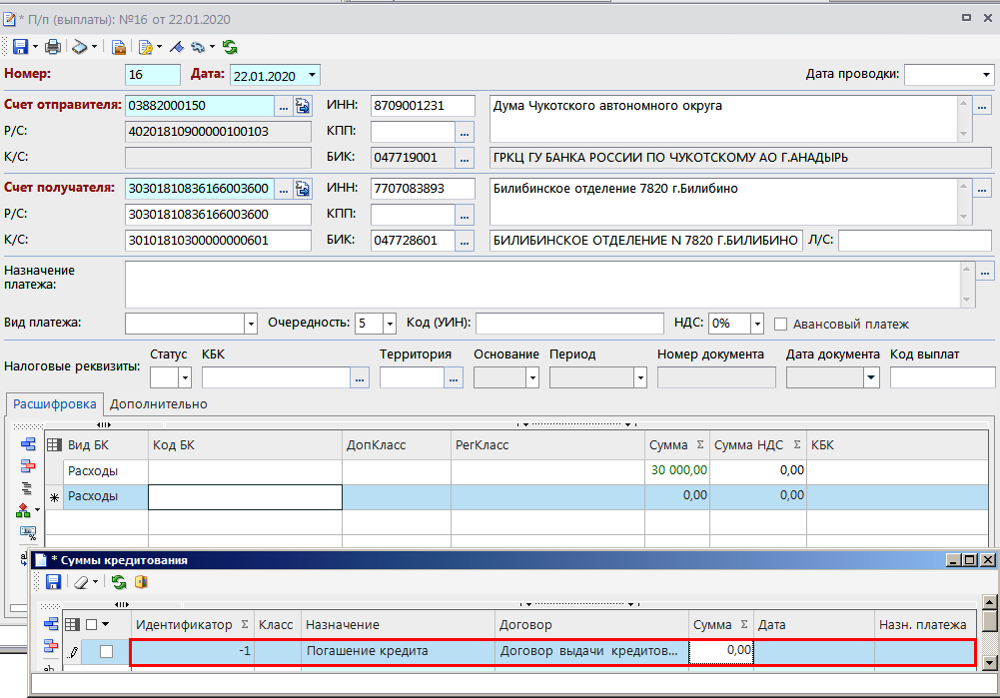 * П/п (выплаты): №16 от 22.01.2020
Номер: 16 Дата: 22.01.2020 Дата проводки:
Счет отправителя: 03882000150 ... ИНН: 8709001231 Дума Чукотского автономного округа ...
Р/С: 40201810900000100103 КПП: ...
К/С: БИК: 047719001 ... ГРКЦ ГУ БАНКА РОССИИ ПО ЧУКОТСКОМУ АО Г.АНАДЫРЬ
Счет получателя: 30301810836166003600 ... ИНН: 7707083893 Билибинское отделение 7820 г.Билибино ...
Р/С: 30301810836166003600 КПП: ...
К/С: 30101810300000000601 БИК: 047728601 ... БИЛИБИНСКОЕ ОТДЕЛЕНИЕ N 7820 Г.БИЛИБИНО Л/С:
Назначение
платежа: ...
Вид платежа: Очередность: 5 Код (УИН): НДС: 0% Авансовый платеж
Налоговые реквизиты: Статус КБК Территория Основание Период Номер документа Дата документа Код выплат
... ...
Расшифровка Дополнительно
Вид БК Код БК ДопКласс РегКласс Сумма Σ Сумма НДС Σ КБК
Расходы 30 000,00 0,00
* Расходы 0,00 0,00
* Суммы кредитования
Идентификатор Σ Класс Назначение Договор Сумма Σ Дата Назн. платежа
-1 Погашение кредита Договор выдачи кредитов... 0,00